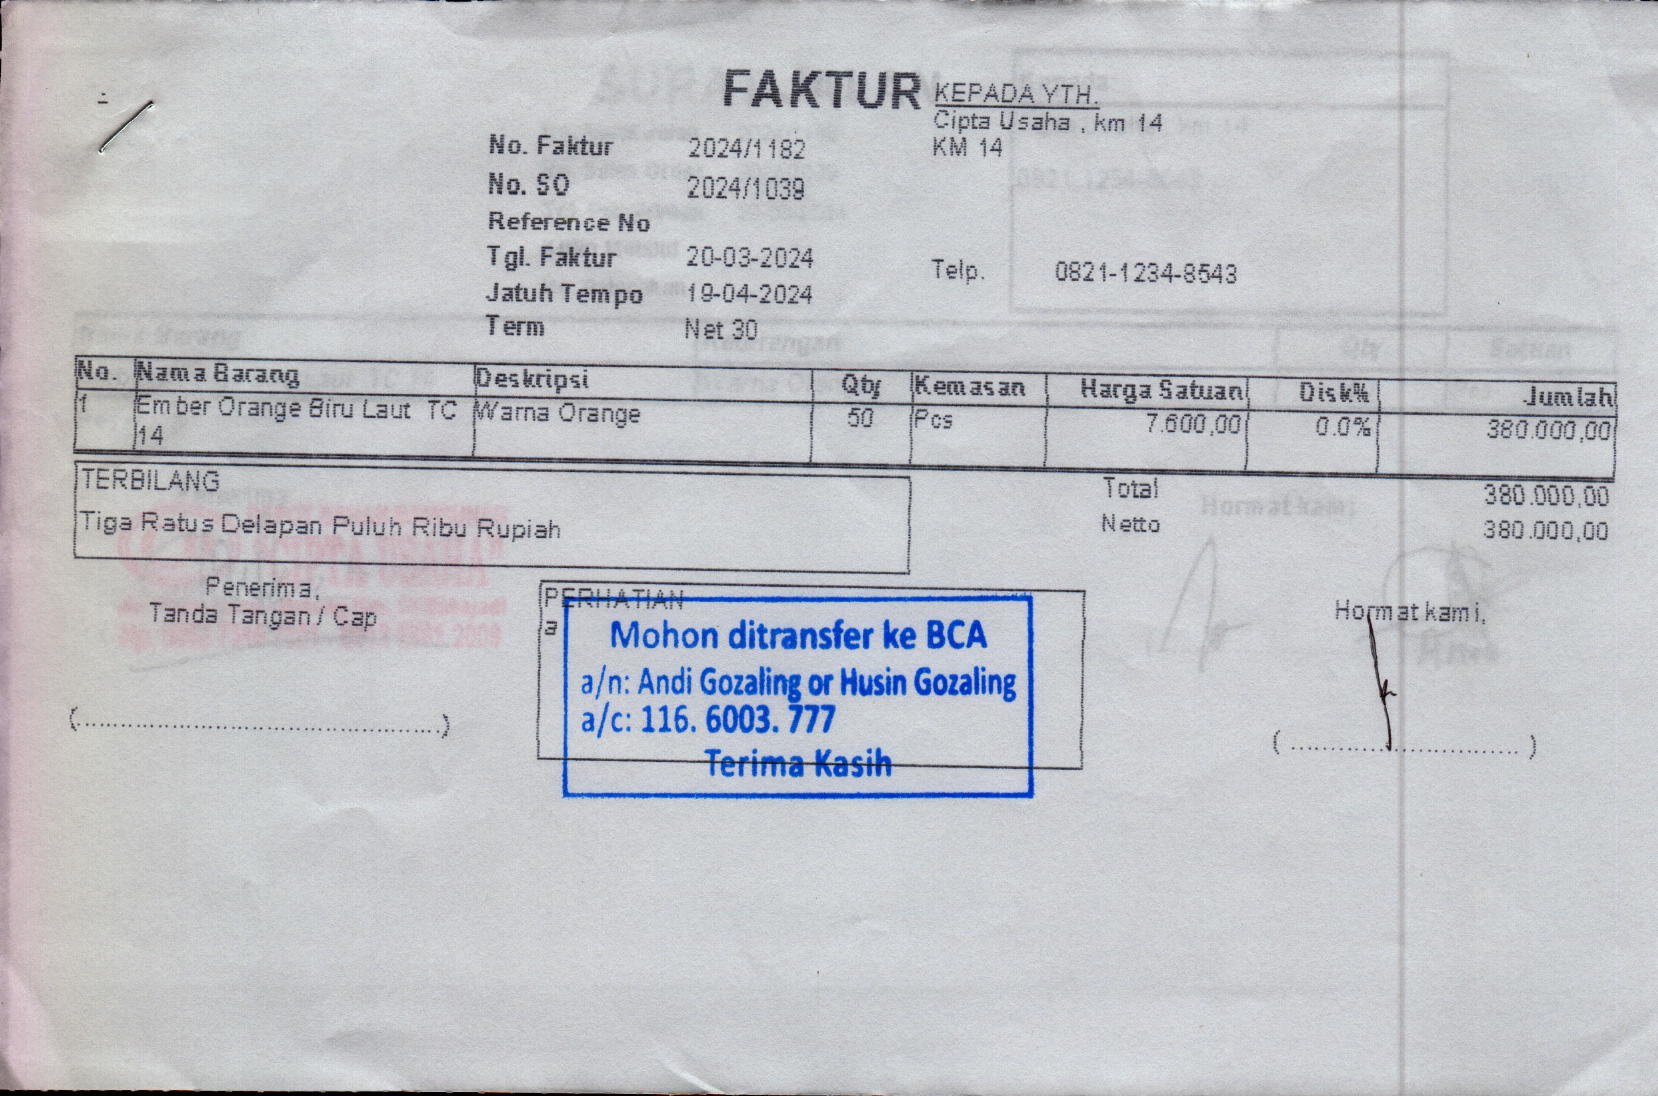 FAKTUR
KEPADA YTH.
Cipta Usaha , km 14
KM 14
No. Faktur 2024/1182
No. SO 2024/1039
Reference No
Tgl. Faktur 20-03-2024
Telp. 0821-1234-8543
Jatuh Tempo 19-04-2024
Term Net 30
No. Nama Barang Deskripsi Qty Kemasan Harga Satuan Disk% Jumlah
1 Ember Orange Biru Laut TC Warna Orange 50 Pcs 7.600,00 0.0% 380.000,00
14
TERBILANG
Tiga Ratus Delapan Puluh Ribu Rupiah
Total 380.000,00
Netto 380.000,00
Penerima,
Tanda Tangan / Cap
(..........................................)
PERHATIAN
a
Mohon ditransfer ke BCA
a/n: Andi Gozaling or Husin Gozaling
a/c: 116. 6003. 777
Terima Kasih
Hormat kami,
( .............................. )